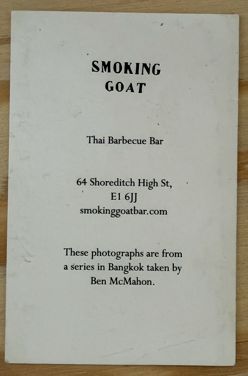 SMOKING
GOAT
Thai Barbecue Bar
64 Shoreditch High St,
E1 6JJ
smokinggoatbar.com
These photographs are from
a series in Bangkok taken by
Ben McMahon.